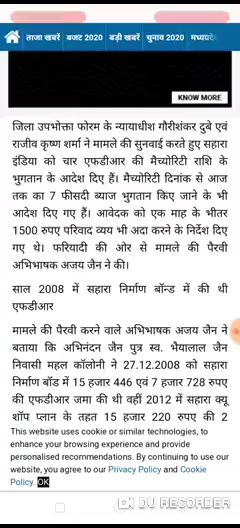 ताजा खबरें बजट 2020 बड़ी खबरें चुनाव 2020 मध्यप्रदेश
KNOW MORE
जिला उपभोक्ता फोरम के न्यायाधीश गौरीशंकर दुबे एवं
राजीव कृष्ण शर्मा ने मामले की सुनवाई करते हुए सहारा
इंडिया को चार एफडीआर की मैच्योरिटी राशि के
भुगतान के आदेश दिए हैं। मैच्योरिटी दिनांक से आज
तक का 7 फीसदी ब्याज भुगतान किए जाने के भी
आदेश दिए गए हैं। आवेदक को एक माह के भीतर
1500 रुपए परिवाद व्यय भी अदा करने के निर्देश दिए
गए थे। फरियादी की ओर से मामले की पैरवी
अभिभाषक अजय जैन ने की।
साल 2008 में सहारा निर्माण बॉन्ड में की थी
एफडीआर
मामले की पैरवी करने वाले अभिभाषक अजय जैन ने
बताया कि अभिनंदन जैन पुत्र स्व. भैयालाल जैन
निवासी महल कॉलोनी ने 27.12.2008 को सहारा
निर्माण बॉंड में 15 हजार 446 एवं 7 हजार 728 रुपए
की एफडीआर जमा की थी वहीं 2012 में सहारा क्यू
शॉप प्लान के तहत 15 हजार 220 रुपए की 2
This website uses cookie or similar technologies, to
enhance your browsing experience and provide
personalised recommendations. By continuing to use our
website, you agree to our Privacy Policy and Cookie
Policy. OK
DU RECORDER